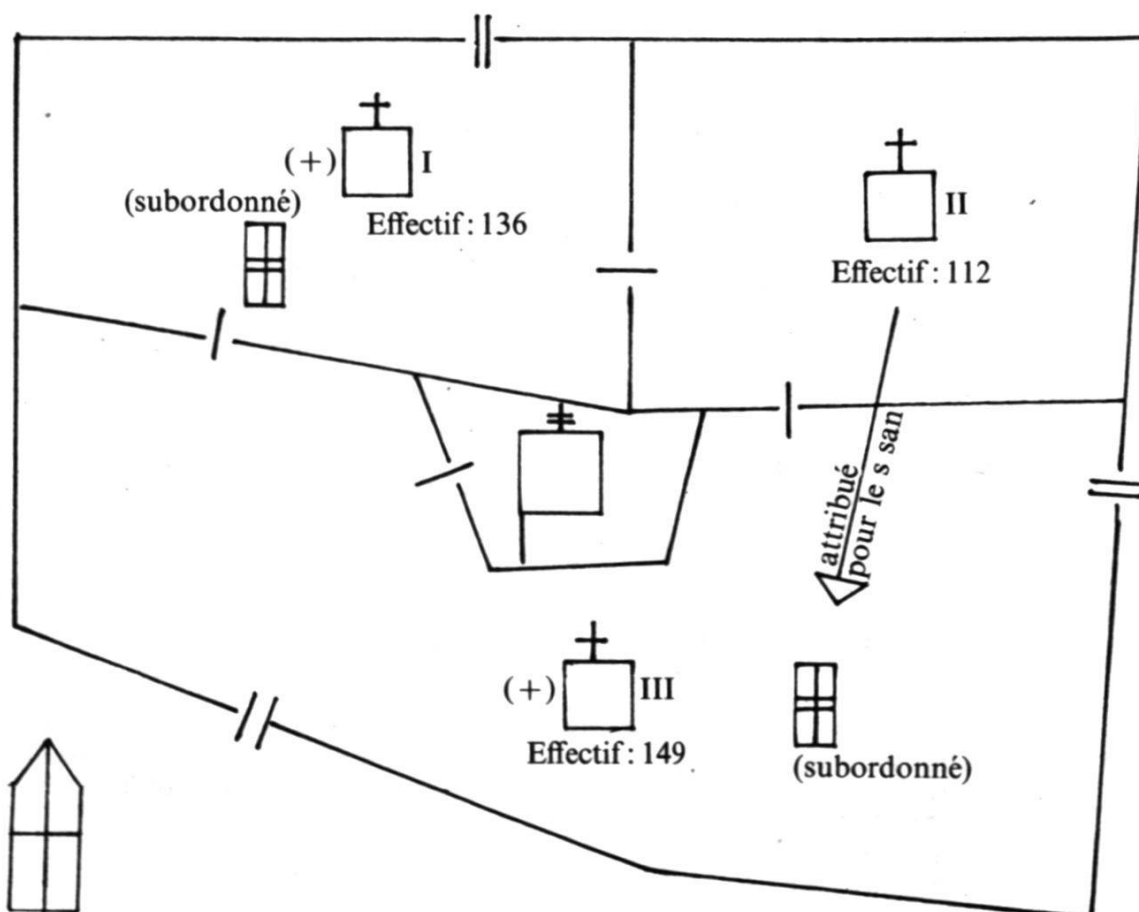 (+) I
(subordonné)
Effectif : 136
II
Effectif : 112
attribué
pour le s san
(+) III
Effectif : 149
(subordonné)